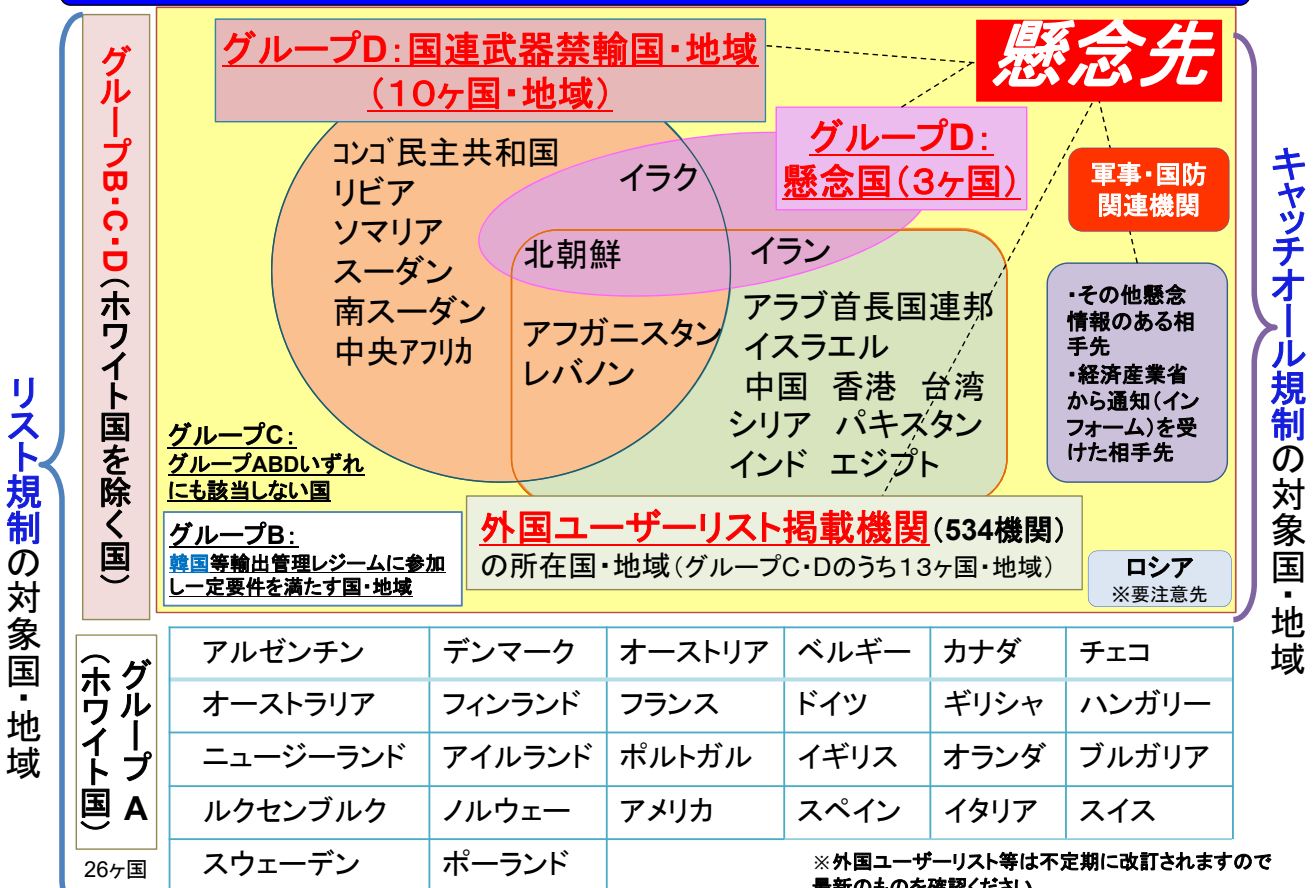 グループD：国連武器禁輸国・地域
（10ヶ国・地域）
懸念先
グループB・C・D（ホワイト国を除く国）
コンゴ民主共和国
リビア
ソマリア
スーダン
南スーダン
中央アフリカ
イラク
グループD：
懸念国（3ヶ国）
軍事・国防
関連機関
北朝鮮
イラン
アフガニスタン
レバノン
アラブ首長国連邦
イスラエル
中国　香港　台湾
シリア　パキスタン
インド　エジプト
・その他懸念
情報のある相
手先
・経済産業省
から通知（イン
フォーム）を受
けた相手先
グループC：
グループABDいずれ
にも該当しない国
グループB：
韓国等輸出管理レジームに参加
し一定要件を満たす国・地域
外国ユーザーリスト掲載機関（534機関）
の所在国・地域（グループC・Dのうち13ヶ国・地域）
ロシア
※要注意先
リスト規制の対象国・地域
キャッチオール規制の対象国・地域
グループA
（ホワイト国）
26ヶ国
アルゼンチン　デンマーク　オーストリア　ベルギー　カナダ　チェコ
オーストラリア　フィンランド　フランス　ドイツ　ギリシャ　ハンガリー
ニュージーランド　アイルランド　ポルトガル　イギリス　オランダ　ブルガリア
ルクセンブルク　ノルウェー　アメリカ　スペイン　イタリア　スイス
スウェーデン　ポーランド
※外国ユーザーリスト等は不定期に改訂されますので
最新のものを確認ください